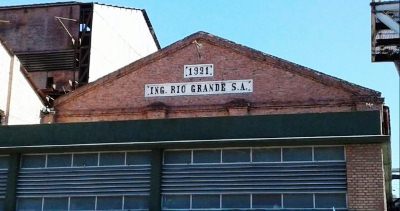 1921
ING. RIO GRANDE S.A.